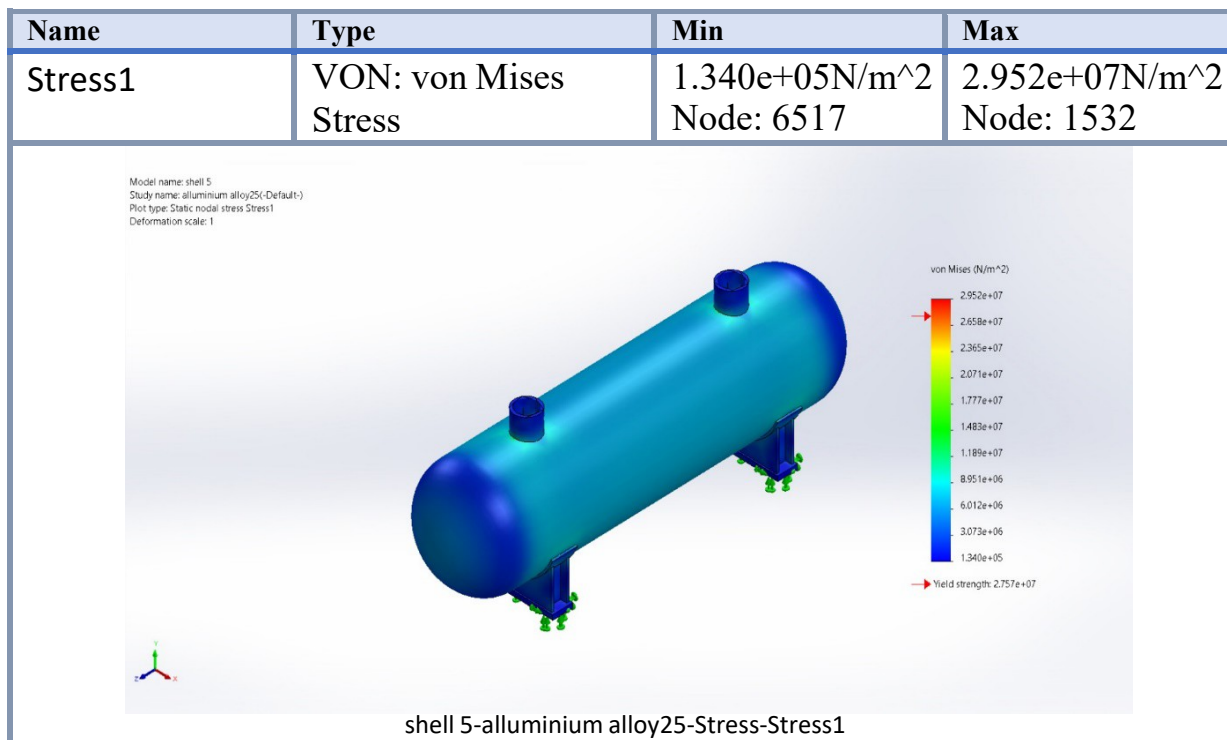 Name Type Min Max
Stress1 VON: von Mises 1.340e+05N/m^2 2.952e+07N/m^2
Stress Node: 6517 Node: 1532
Model name: shell 5
Study name: alluminium alloy25(-Default-)
Plot type: Static nodal stress Stress1
Deformation scale: 1
von Mises (N/m^2)
2.952e+07
2.658e+07
2.365e+07
2.071e+07
1.777e+07
1.483e+07
1.189e+07
8.951e+06
6.012e+06
3.073e+06
1.340e+05
Yield strength: 2.757e+07
Y
Z X
shell 5-alluminium alloy25-Stress-Stress1